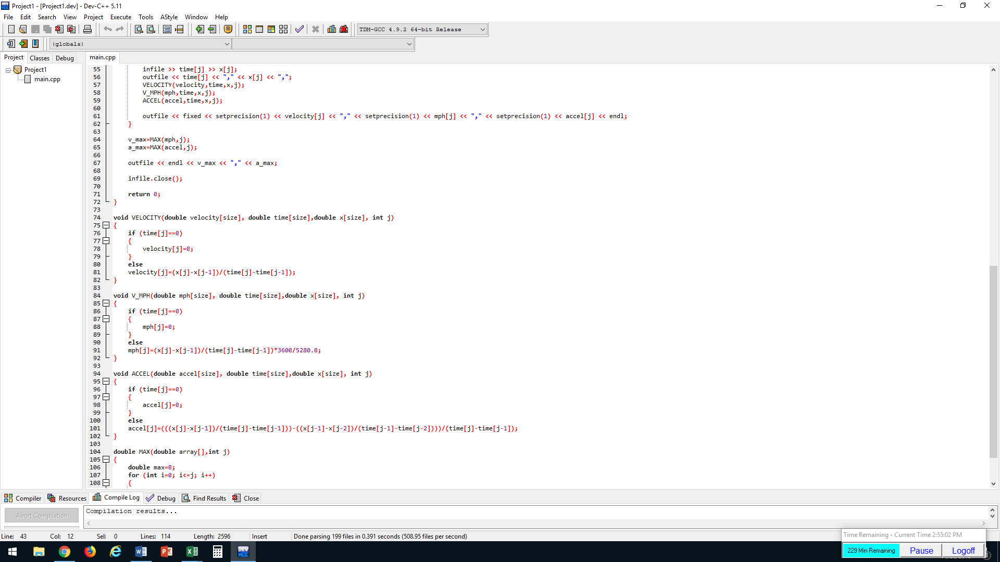 Project1 - [Project1.dev] - Dev-C++ 5.11
File Edit Search View Project Execute Tools AStyle Window Help
TDM-GCC 4.9.2 64-bit Release
(globals)
Project Classes Debug
main.cpp
Project1
main.cpp
55 infile >> time[j] >> x[j];
56 outfile << time[j] << "," << x[j] << ",";
57 VELOCITY(velocity,time,x,j);
58 V_MPH(mph,time,x,j);
59 ACCEL(accel,time,x,j);
60
61 outfile << fixed << setprecision(1) << velocity[j] << "," << setprecision(1) << mph[j] << "," << setprecision(1) << accel[j] << endl;
62 }
63
64 v_max=MAX(mph,j);
65 a_max=MAX(accel,j);
66
67 outfile << endl << v_max << "," << a_max;
68
69 infile.close();
70
71 return 0;
72 }
73
74 void VELOCITY(double velocity[size], double time[size],double x[size], int j)
75 {
76 if (time[j]==0)
77 {
78 velocity[j]=0;
79 }
80 else
81 velocity[j]=(x[j]-x[j-1])/(time[j]-time[j-1]);
82 }
83
84 void V_MPH(double mph[size], double time[size],double x[size], int j)
85 {
86 if (time[j]==0)
87 {
88 mph[j]=0;
89 }
90 else
91 mph[j]=(x[j]-x[j-1])/(time[j]-time[j-1])*3600/5280.0;
92 }
93
94 void ACCEL(double accel[size], double time[size],double x[size], int j)
95 {
96 if (time[j]==0)
97 {
98 accel[j]=0;
99 }
100 else
101 accel[j]=(((x[j]-x[j-1])/(time[j]-time[j-1]))-((x[j-1]-x[j-2])/(time[j-1]-time[j-2])))/(time[j]-time[j-1]);
102 }
103
104 double MAX(double array[],int j)
105 {
106 double max=0;
107 for (int i=0; i<=j; i++)
108 {
Compiler Resources Compile Log Debug Find Results Close
Abort Compilation
Compilation results...
Line: 43 Col: 12 Sel: 0 Lines: 114 Length: 2596 Insert Done parsing 199 files in 0.391 seconds (508.95 files per second)
Time Remaining - Current Time 2:55:02 PM
229 Min Remaining Pause Logoff
DEV